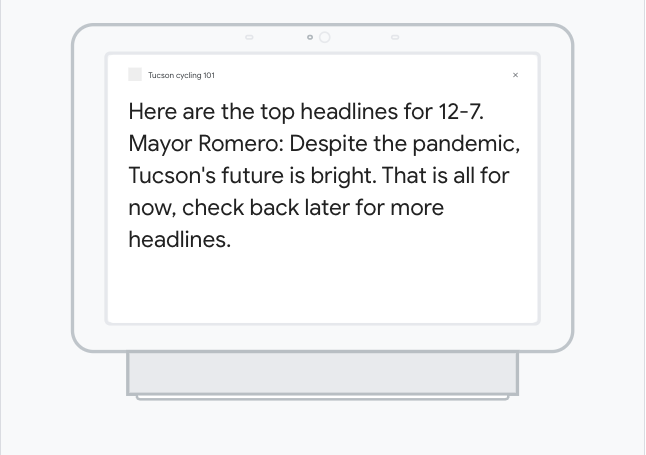 Tucson cycling 101
Here are the top headlines for 12-7.
Mayor Romero: Despite the pandemic,
Tucson's future is bright. That is all for
now, check back later for more
headlines.